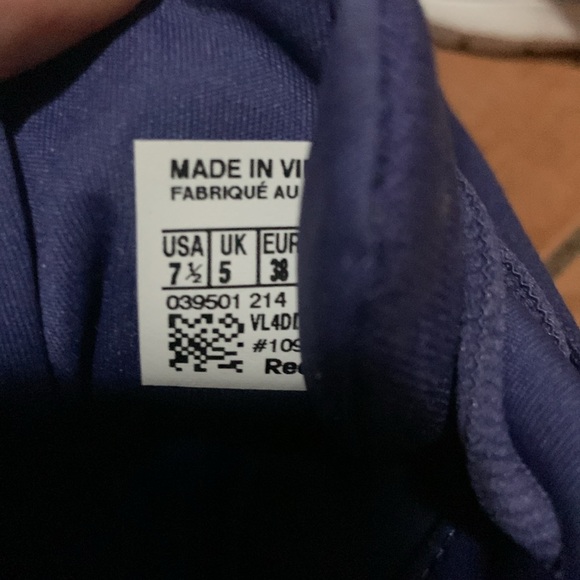 MADE IN VI
FABRIQUÉ AU
USA UK EUR
7 ½ 5 38
039501 214
VL4DD
#109
Ree